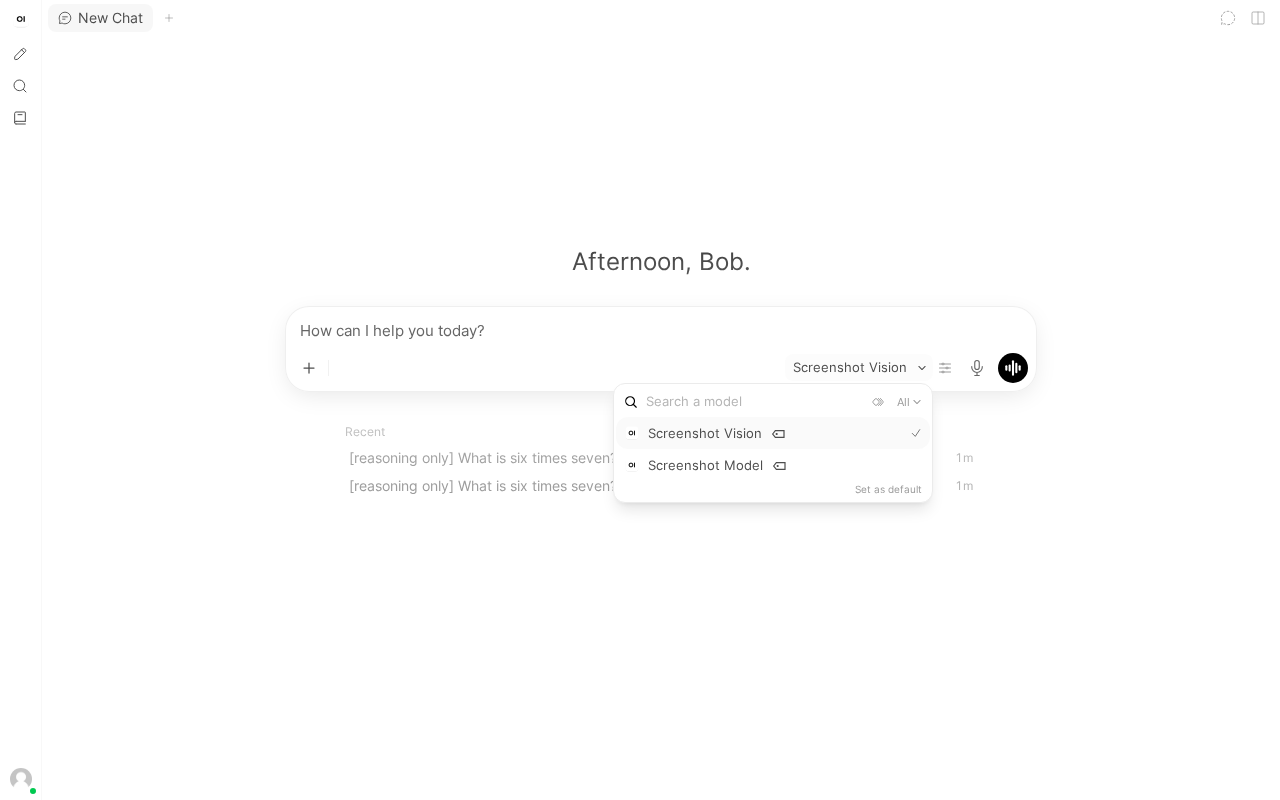 OI
New Chat
Afternoon, Bob.
How can I help you today?
Screenshot Vision
Search a model
All
OI Screenshot Vision
OI Screenshot Model
Set as default
Recent
[reasoning only] What is six times seven?
1m
[reasoning only] What is six times seven?
1m